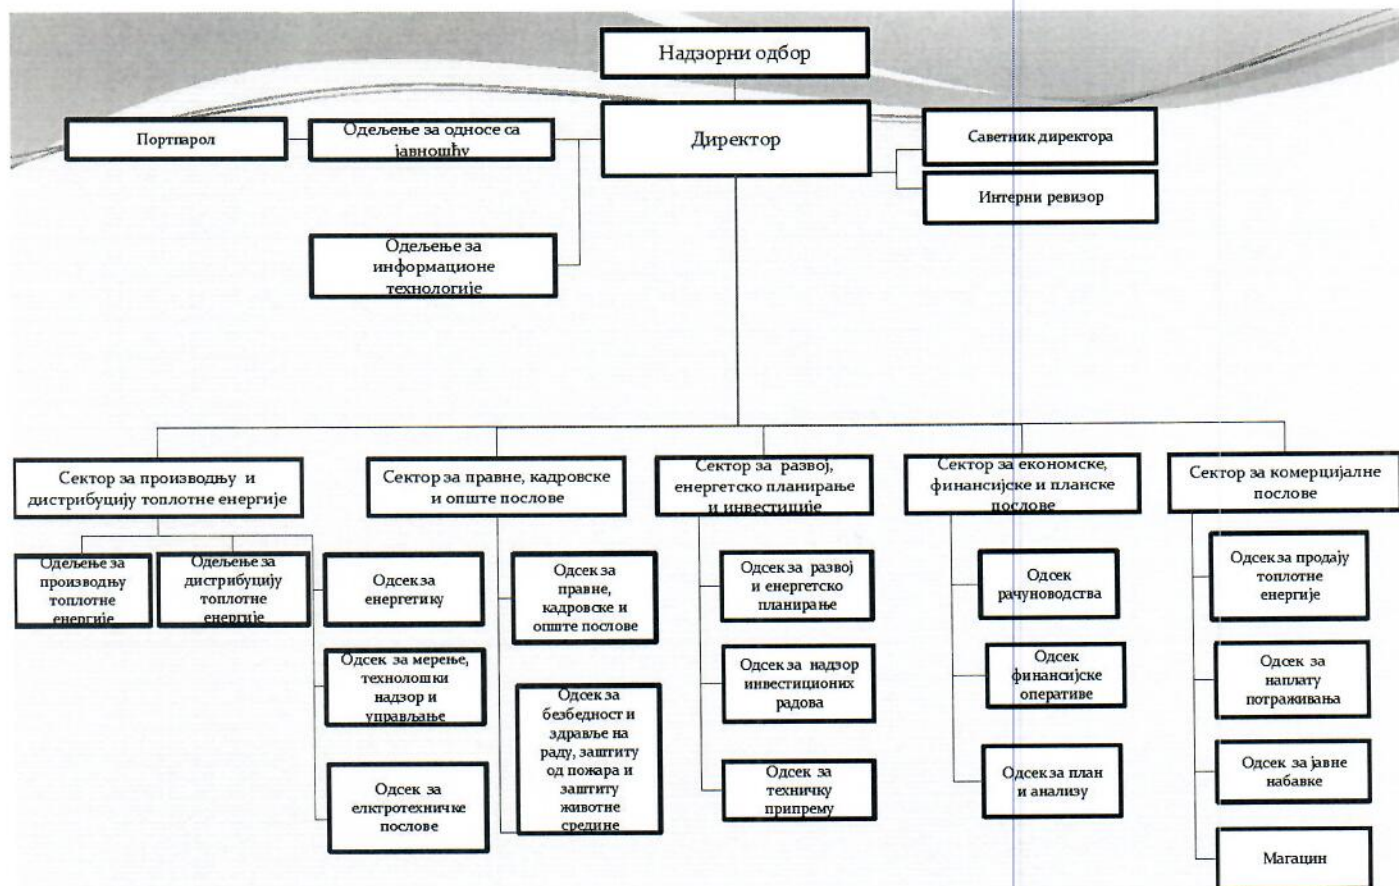 Надзорни одбор
Директор
Портпарол
Одељење за односе са
јавношћу
Саветник директора
Интерни ревизор
Одељење за
информационе
технологије
Сектор за производњу и
дистрибуцију топлотне енергије
Сектор за правне, кадровске
и опште послове
Сектор за развој,
енергетско планирање
и инвестиције
Сектор за економске,
финансијске и планске
послове
Сектор за комерцијалне
послове
Одељење за
производњу
топлотне
енергије
Одељење за
дистрибуцију
топлотне
енергије
Одсек за
енергетику
Одсек за мерење,
технолошки
надзор и
управљање
Одсек за
елктротехничке
послове
Одсек за
правне,
кадровске и
опште послове
Одсек за
безбедност и
здравље на
раду, заштиту
од пожара и
заштиту
животне
средине
Одсек за развој
и енергетско
планирање
Одсек за надзор
инвестиционих
радова
Одсек за
техничку
припрему
Одсек
рачуноводства
Одсек
финансијске
оперативе
Одсек за план
и анализу
Одсек за продају
топлотне
енергије
Одсек за
наплату
потраживања
Одсек за јавне
набавке
Магацин